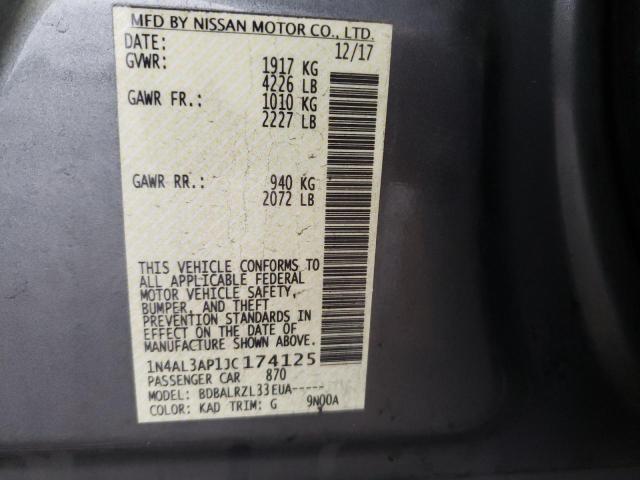 MFD BY NISSAN MOTOR CO., LTD.
DATE: 12/17
GVWR: 1917 KG
4226 LB
GAWR FR.: 1010 KG
2227 LB
GAWR RR.: 940 KG
2072 LB
THIS VEHICLE CONFORMS TO
ALL APPLICABLE FEDERAL
MOTOR VEHICLE SAFETY,
BUMPER, AND THEFT
PREVENTION STANDARDS
IN EFFECT ON THE DATE OF
MANUFACTURE SHOWN ABOVE.
1N4AL3AP1JC174125
PASSENGER CAR 870
MODEL: BDBALRZL33EUA-----
COLOR: KAD TRIM: G 9N00A